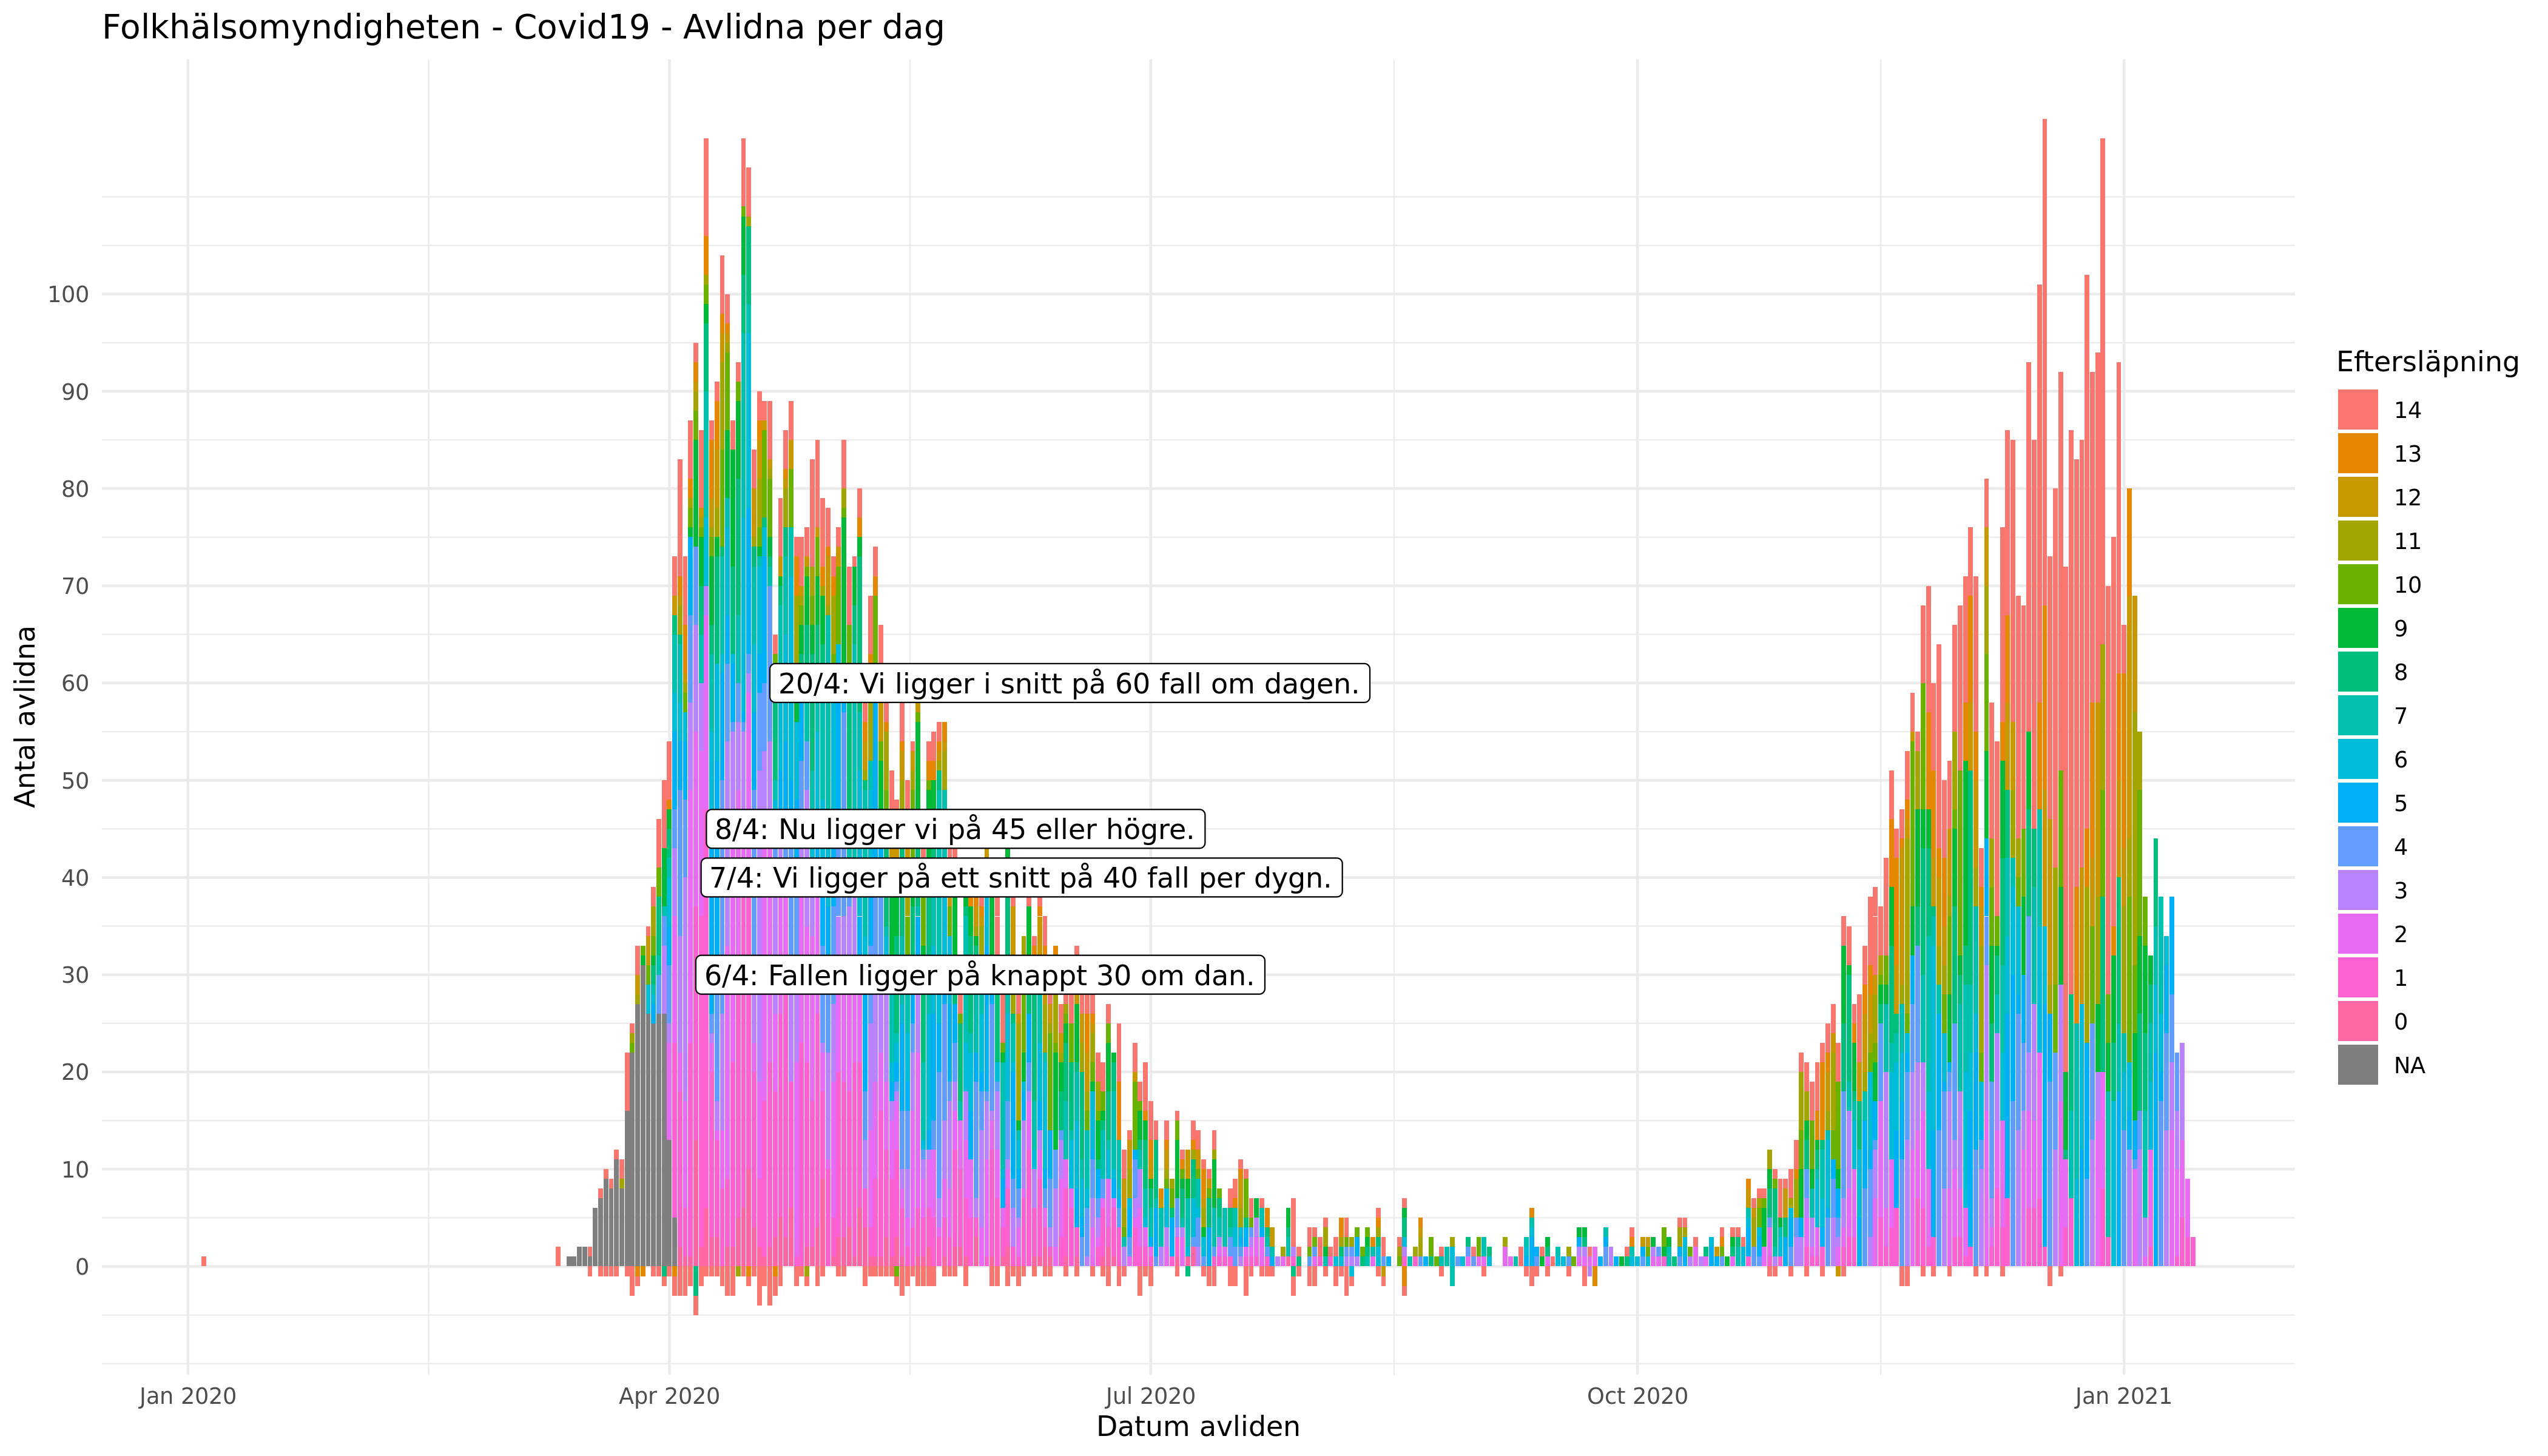 Folkhälsomyndigheten - Covid19 - Avlidna per dag
Antal avlidna
100
90
80
70
60
50
40
30
20
10
0
20/4: Vi ligger i snitt på 60 fall om dagen.
8/4: Nu ligger vi på 45 eller högre.
7/4: Vi ligger på ett snitt på 40 fall per dygn.
6/4: Fallen ligger på knappt 30 om dan.
Jan 2020
Apr 2020
Jul 2020
Oct 2020
Jan 2021
Datum avliden
Eftersläpning
14
13
12
11
10
9
8
7
6
5
4
3
2
1
0
NA